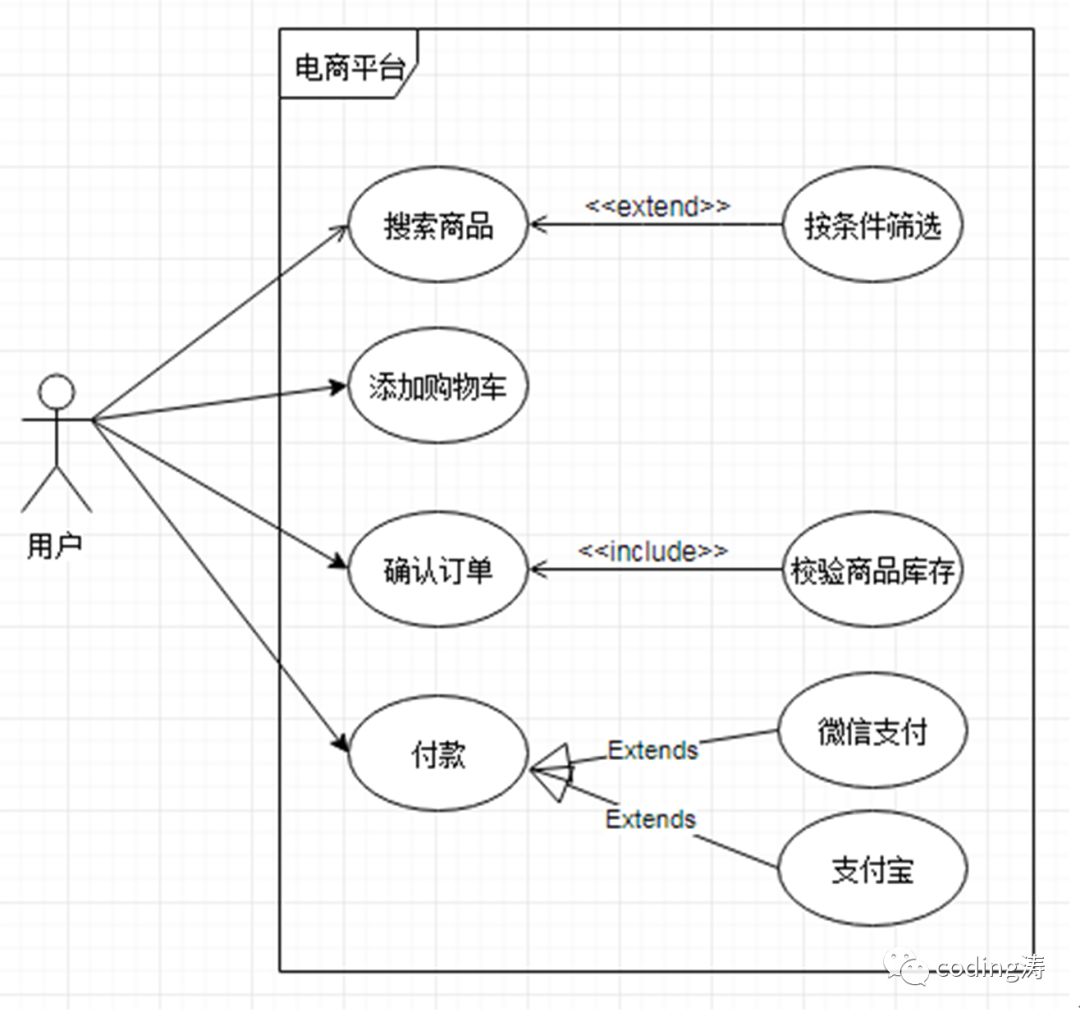 电商平台
搜索商品
<<extend>>
按条件筛选
添加购物车
用户
确认订单
<<include>>
校验商品库存
付款
Extends
微信支付
Extends
支付宝
coding涛